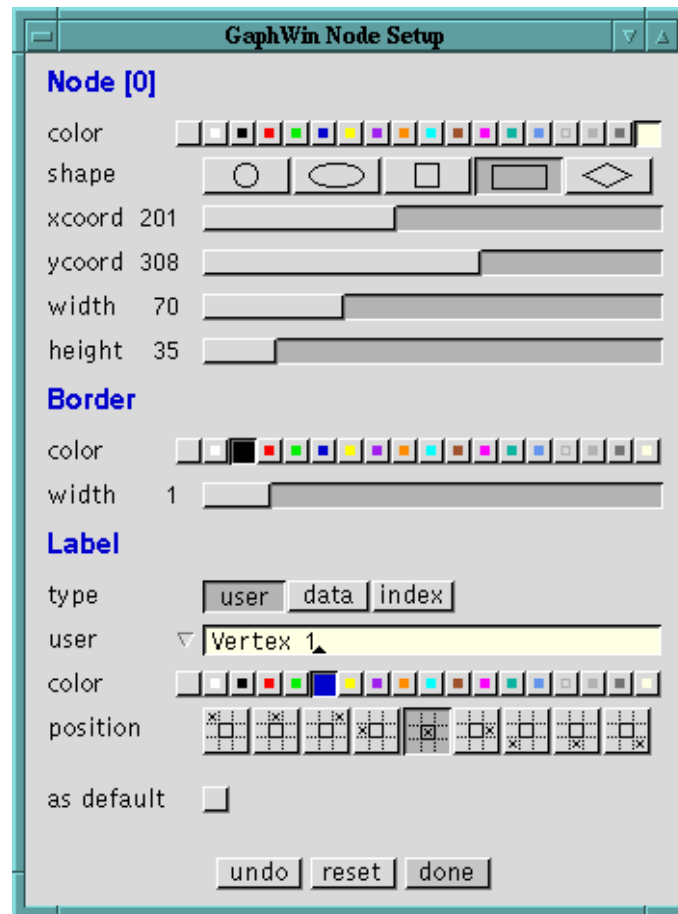 GaphWin Node Setup
Node [0]
color
shape
xcoord 201
ycoord 308
width 70
height 35
Border
color
width 1
Label
type user data index
user Vertex 1
color
position
as default
undo reset done